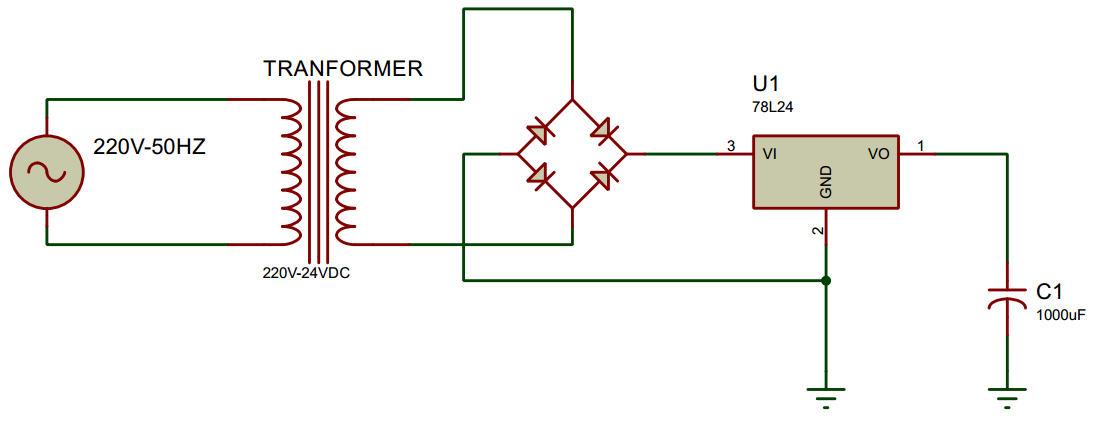 TRANFORMER
220V-50HZ
220V-24VDC
U1
78L24
3
VI
VO
1
GND
2
C1
1000uF